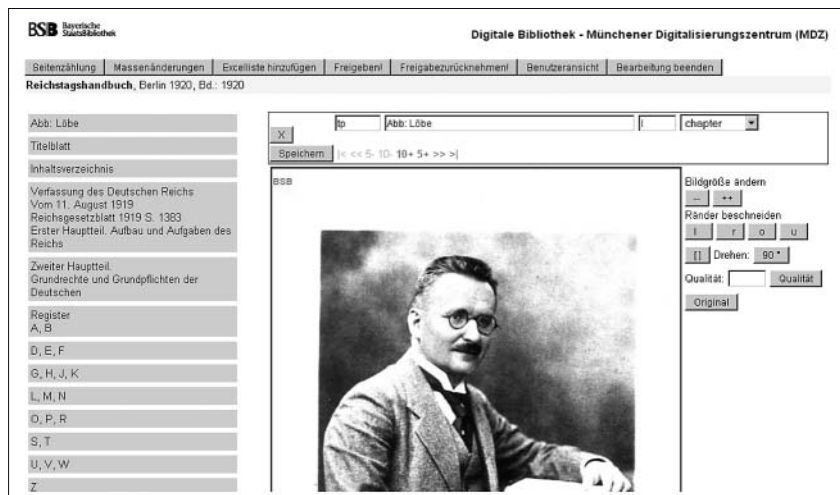 BSB Bayerische
StaatsBibliothek
Digitale Bibliothek - Münchener Digitalisierungszentrum (MDZ)
Seitenzählung Massenänderungen Excelliste hinzufügen Freigeben! Freigabezurücknehmen! Benutzeransicht Bearbeitung beenden
Reichstagshandbuch, Berlin 1920, Bd.: 1920
Abb: Löbe
Titelblatt
Inhaltsverzeichnis
Verfassung des Deutschen Reichs
Vom 11. August 1919
Reichsgesetzblatt 1919 S. 1383
Erster Hauptteil. Aufbau und Aufgaben des
Reichs
Zweiter Hauptteil.
Grundrechte und Grundpflichten der
Deutschen
Register
A, B
D, E, F
G, H, J, K
L, M, N
O, P, R
S, T
U, V, W
Z
X tp Abb: Löbe l chapter
Speichern |< << 5- 10- 10+ 5+ >> >|
BSB
Bildgröße ändern
-- ++
Ränder beschneiden
l r o u
[] Drehen: 90°
Qualität: Qualität
Original